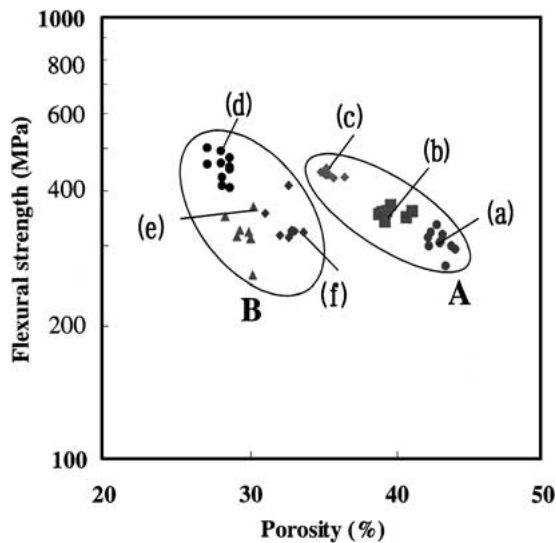 1000
800
600
400
200
100
Flexural strength (MPa)
(d)
(c)
(b)
(a)
(e)
(f)
B
A
20
30
40
50
Porosity (%)